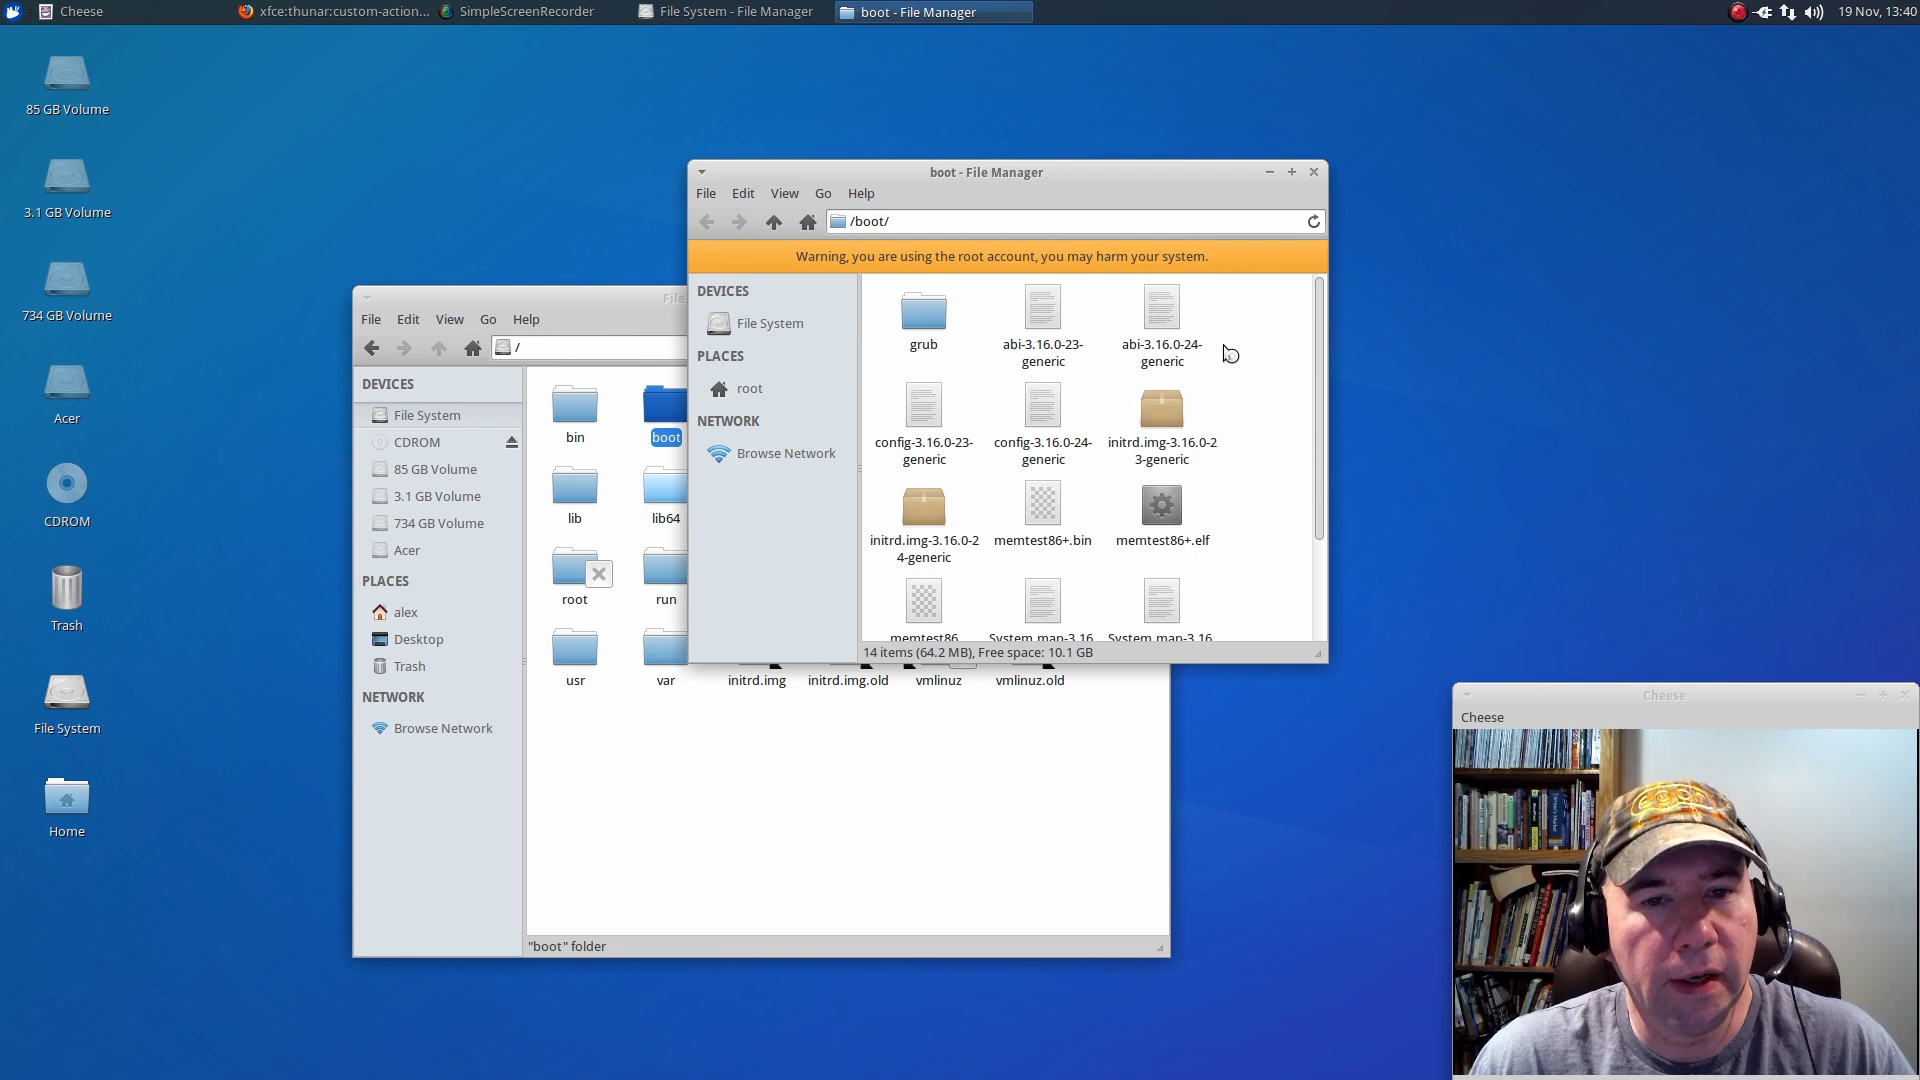 Cheese
xfce:thunar:custom-action...
SimpleScreenRecorder
File System - File Manager
boot - File Manager
19 Nov, 13:40
85 GB Volume
3.1 GB Volume
734 GB Volume
Acer
CDROM
Trash
File System
Home
boot - File Manager
File Edit View Go Help
/boot/
Warning, you are using the root account, you may harm your system.
DEVICES
File System
PLACES
root
NETWORK
Browse Network
grub
abi-3.16.0-23-
generic
abi-3.16.0-24-
generic
config-3.16.0-23-
generic
config-3.16.0-24-
generic
initrd.img-3.16.0-2
3-generic
initrd.img-3.16.0-2
4-generic
memtest86+.bin
memtest86+.elf
memtest86
System.map-3.16
System.map-3.16
14 items (64.2 MB), Free space: 10.1 GB
File
File Edit View Go Help
/
DEVICES
File System
CDROM
85 GB Volume
3.1 GB Volume
734 GB Volume
Acer
PLACES
alex
Desktop
Trash
NETWORK
Browse Network
bin
boot
lib
lib64
root
run
usr
var
initrd.img
initrd.img.old
vmlinuz
vmlinuz.old
"boot" folder
Cheese
Cheese